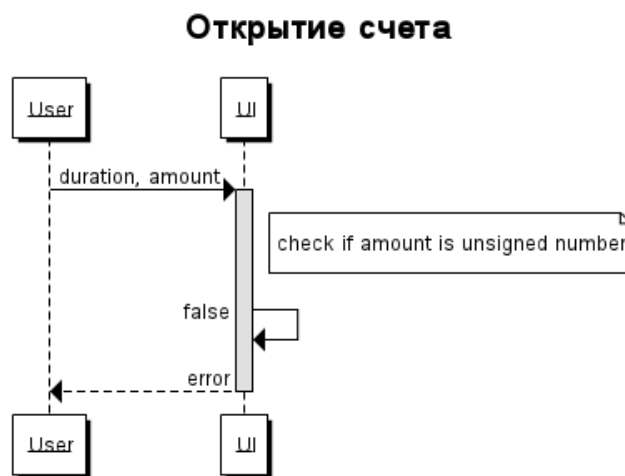 Открытие счета
User
UI
duration, amount
check if amount is unsigned number
false
error
User
UI